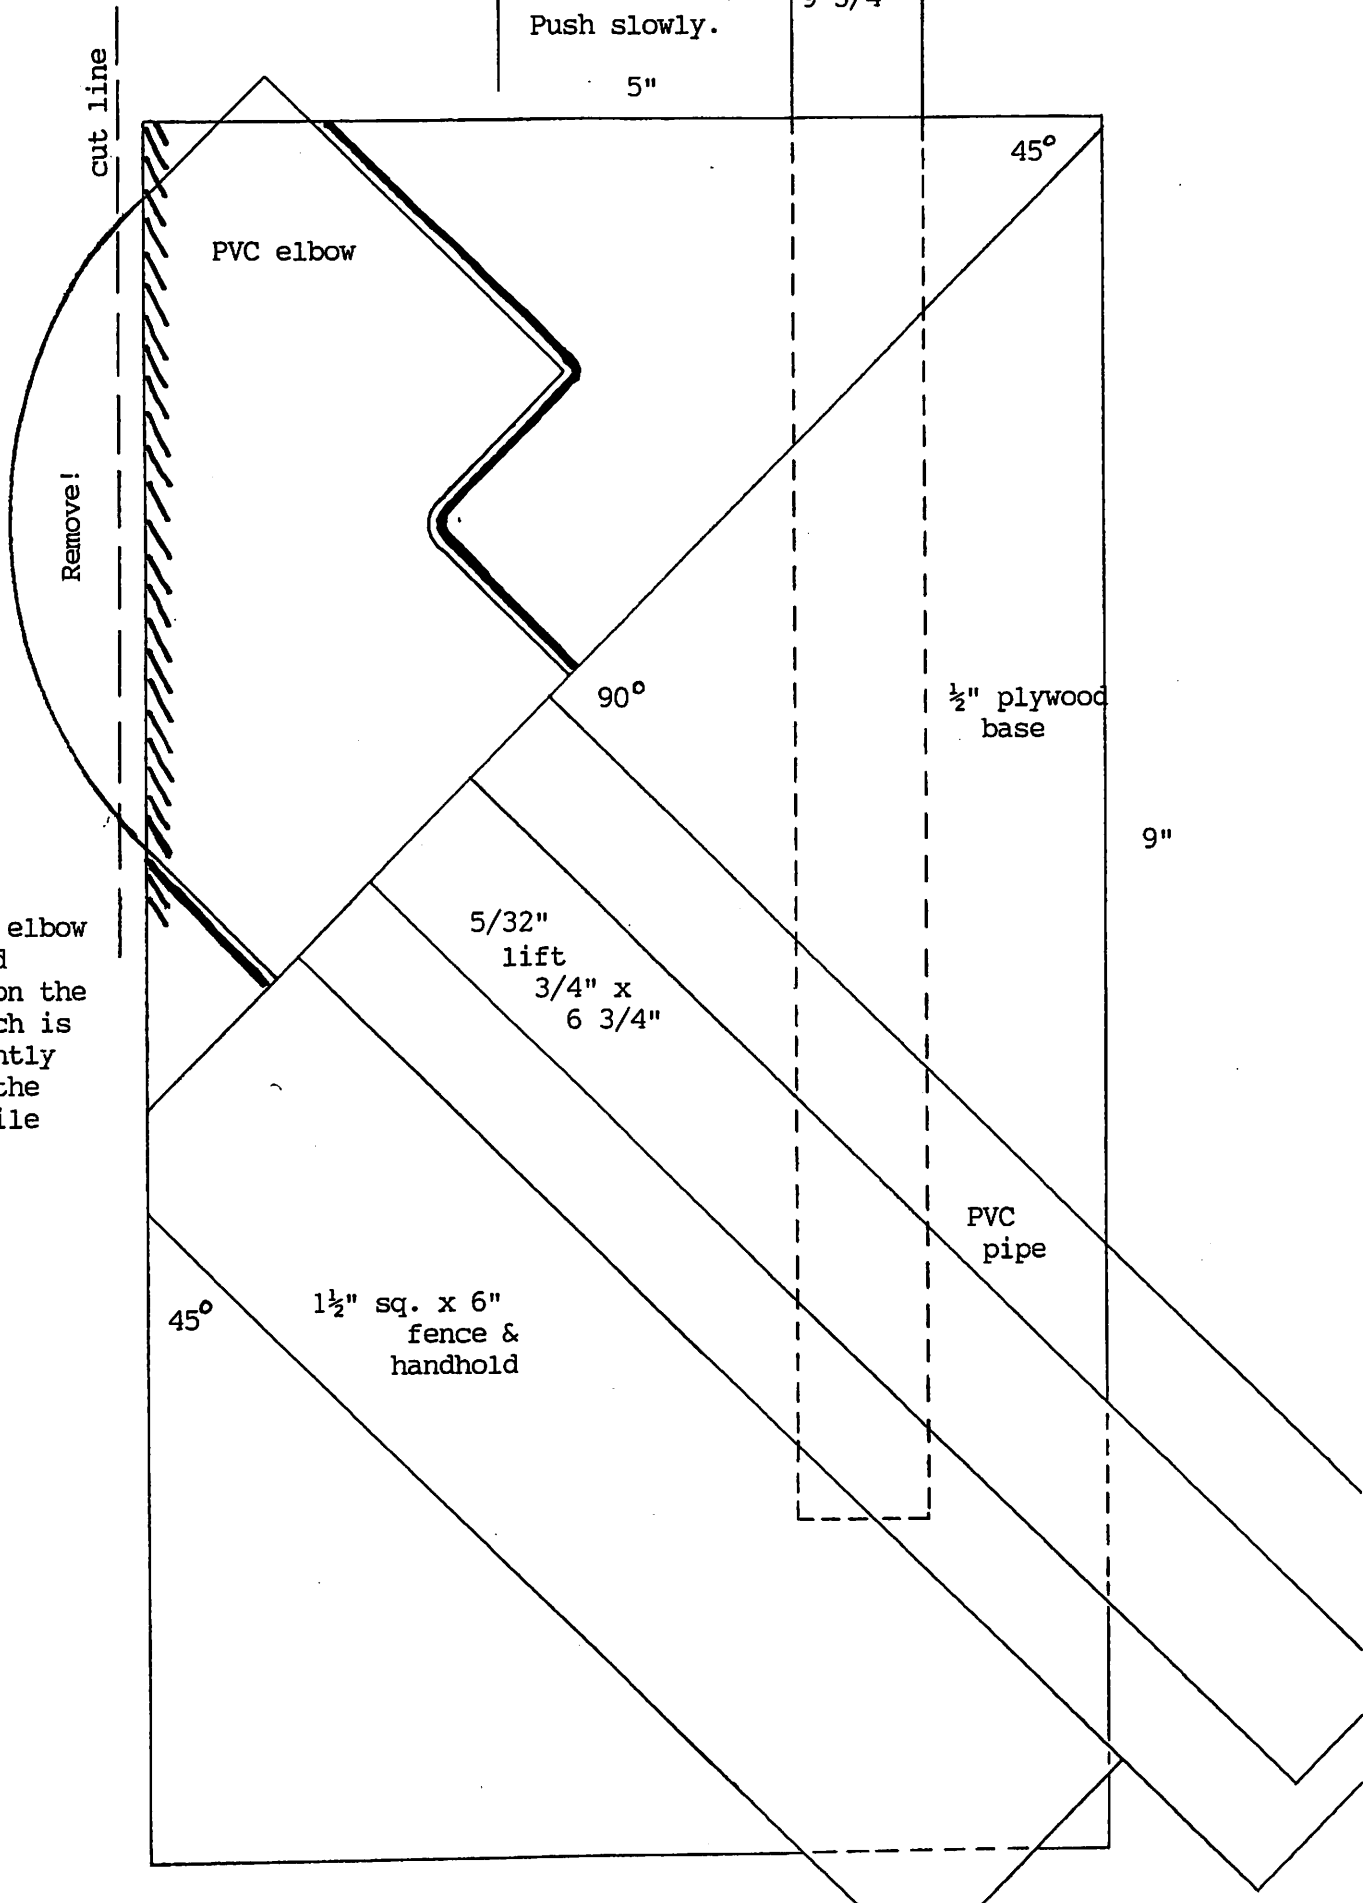 Push slowly.
5"
cut line
45°
PVC elbow
Remove!
90°
½" plywood
base
9"
elbow
on the
is
the
5/32"
lift
3/4" x
6 3/4"
PVC
pipe
45°
1½" sq. x 6"
fence &
handhold